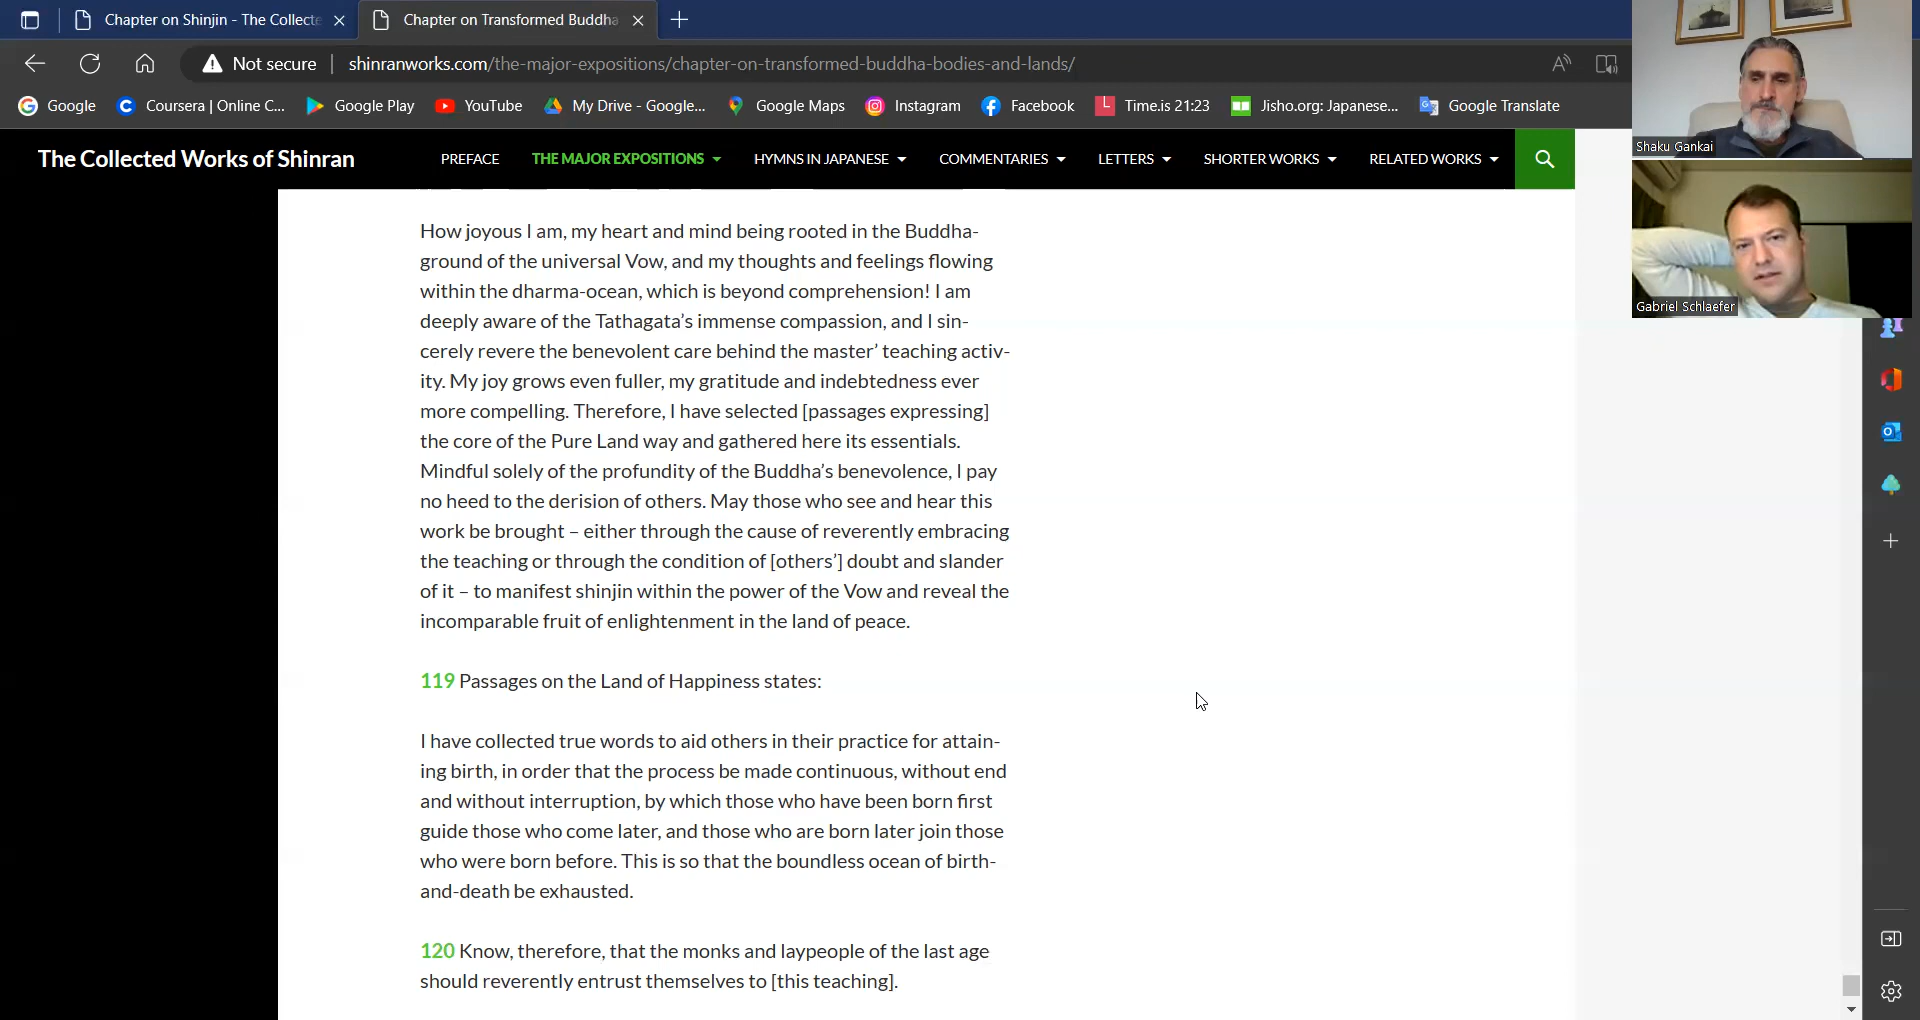 Chapter on Shinjin - The Collecte
Chapter on Transformed Buddha
Not secure
shinranworks.com/the-major-expositions/chapter-on-transformed-buddha-bodies-and-lands/
Google
Coursera | Online C...
Google Play
YouTube
My Drive - Google...
Google Maps
Instagram
Facebook
Time.is 21:23
Jisho.org: Japanese...
Google Translate
The Collected Works of Shinran
PREFACE
THE MAJOR EXPOSITIONS
HYMNS IN JAPANESE
COMMENTARIES
LETTERS
SHORTER WORKS
RELATED WORKS
Shaku Gankai
Gabriel Schlaefer
How joyous I am, my heart and mind being rooted in the Buddha-
ground of the universal Vow, and my thoughts and feelings flowing
within the dharma-ocean, which is beyond comprehension! I am
deeply aware of the Tathagata’s immense compassion, and I sin-
cerely revere the benevolent care behind the master’ teaching activ-
ity. My joy grows even fuller, my gratitude and indebtedness ever
more compelling. Therefore, I have selected [passages expressing]
the core of the Pure Land way and gathered here its essentials.
Mindful solely of the profundity of the Buddha’s benevolence, I pay
no heed to the derision of others. May those who see and hear this
work be brought – either through the cause of reverently embracing
the teaching or through the condition of [others’] doubt and slander
of it – to manifest shinjin within the power of the Vow and reveal the
incomparable fruit of enlightenment in the land of peace.
119 Passages on the Land of Happiness states:
I have collected true words to aid others in their practice for attain-
ing birth, in order that the process be made continuous, without end
and without interruption, by which those who have been born first
guide those who come later, and those who are born later join those
who were born before. This is so that the boundless ocean of birth-
and-death be exhausted.
120 Know, therefore, that the monks and laypeople of the last age
should reverently entrust themselves to [this teaching].